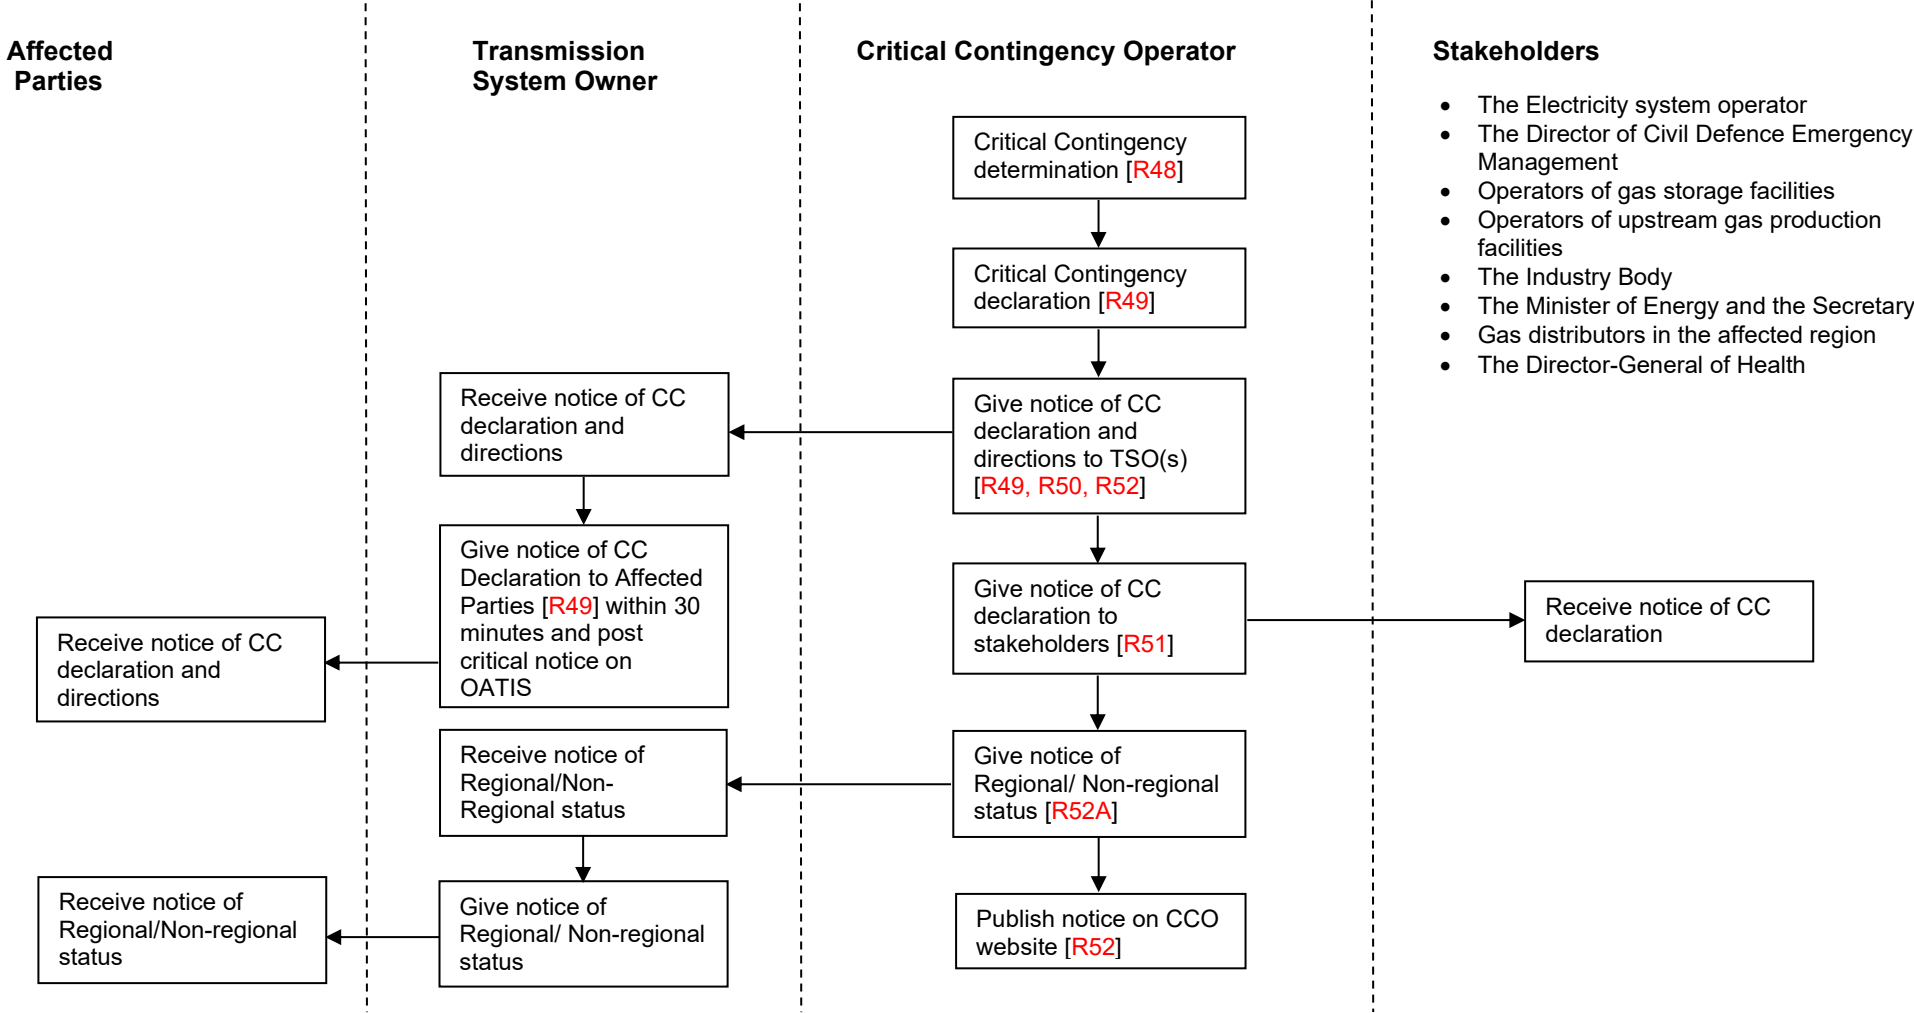 Affected
Parties
Transmission
System Owner
Critical Contingency Operator
Stakeholders
• The Electricity system operator
• The Director of Civil Defence Emergency
Management
• Operators of gas storage facilities
• Operators of upstream gas production
facilities
• The Industry Body
• The Minister of Energy and the Secretary
• Gas distributors in the affected region
• The Director-General of Health
Critical Contingency
determination [R48]
Critical Contingency
declaration [R49]
Give notice of CC
declaration and
directions to TSO(s)
[R49, R50, R52]
Receive notice of CC
declaration and
directions
Give notice of CC
Declaration to Affected
Parties [R49] within 30
minutes and post
critical notice on
OATIS
Receive notice of CC
declaration and
directions
Give notice of CC
declaration to
stakeholders [R51]
Receive notice of CC
declaration
Give notice of
Regional/ Non-regional
status [R52A]
Receive notice of
Regional/Non-
Regional status
Give notice of
Regional/ Non-regional
status
Receive notice of
Regional/Non-regional
status
Publish notice on CCO
website [R52]